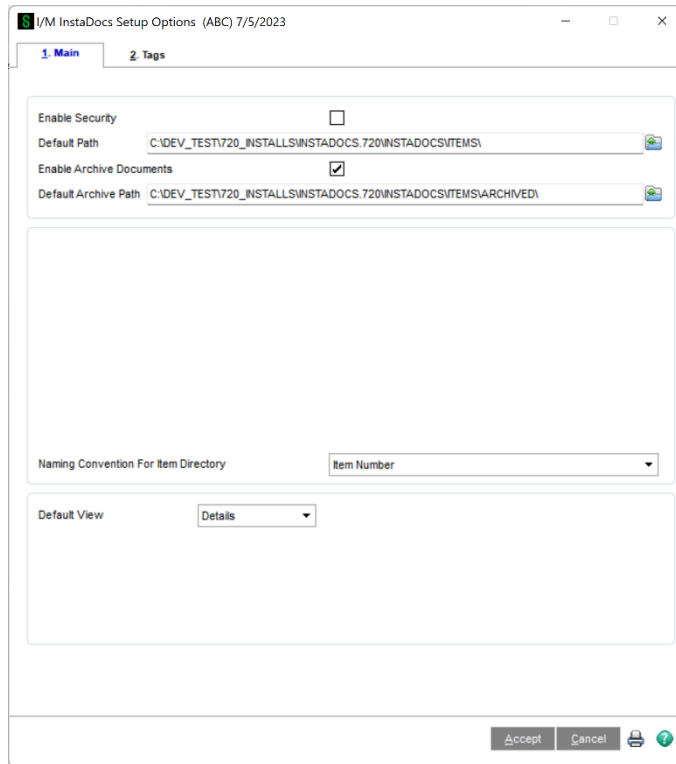 I/M InstaDocs Setup Options (ABC) 7/5/2023
1. Main
2. Tags
Enable Security
Default Path C:\DEV_TEST\720_INSTALLS\INSTADOCS.720\INSTADOCS\ITEMS\
Enable Archive Documents
Default Archive Path C:\DEV_TEST\720_INSTALLS\INSTADOCS.720\INSTADOCS\ITEMS\ARCHIVED\
Naming Convention For Item Directory Item Number
Default View Details
Accept Cancel